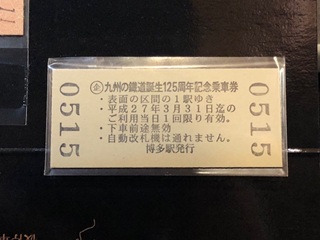 ㊎九州の鐵道誕生125周年記念乗車券
・表面の区間の1駅ゆき
・平成27年3月31日迄の
ご利用当日1回限り有効。
・下車前途無効
・自動改札機は通れません。
博多駅発行
0515
0515